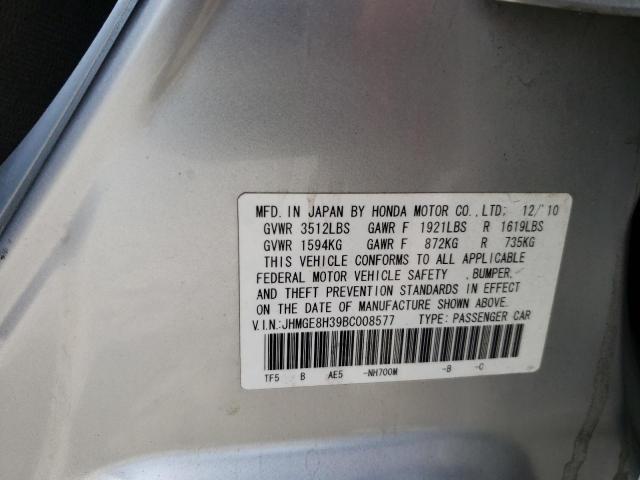 MFD. IN JAPAN BY HONDA MOTOR CO.,LTD; 12/'10
GVWR 3512LBS GAWR F 1921LBS R 1619LBS
GVWR 1594KG GAWR F 872KG R 735KG
THIS VEHICLE CONFORMS TO ALL APPLICABLE
FEDERAL MOTOR VEHICLE SAFETY , BUMPER,
AND THEFT PREVENTION STANDARDS IN EFFECT
ON THE DATE OF MANUFACTURE SHOWN ABOVE.
V.I.N.:JHMGE8H39BC008577 TYPE: PASSENGER CAR
TF5 B AE5 -NH700M -B -C